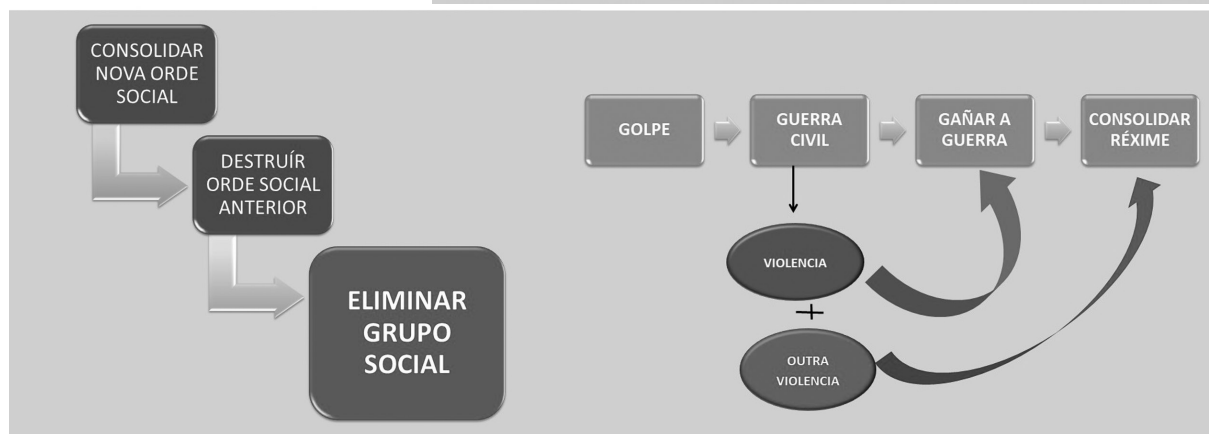 CONSOLIDAR
NOVA ORDE
SOCIAL
DESTRUÍR
ORDE SOCIAL
ANTERIOR
ELIMINAR
GRUPO
SOCIAL
GOLPE
GUERRA
CIVIL
GAÑAR A
GUERRA
CONSOLIDAR
RÉXIME
VIOLENCIA
+
OUTRA
VIOLENCIA